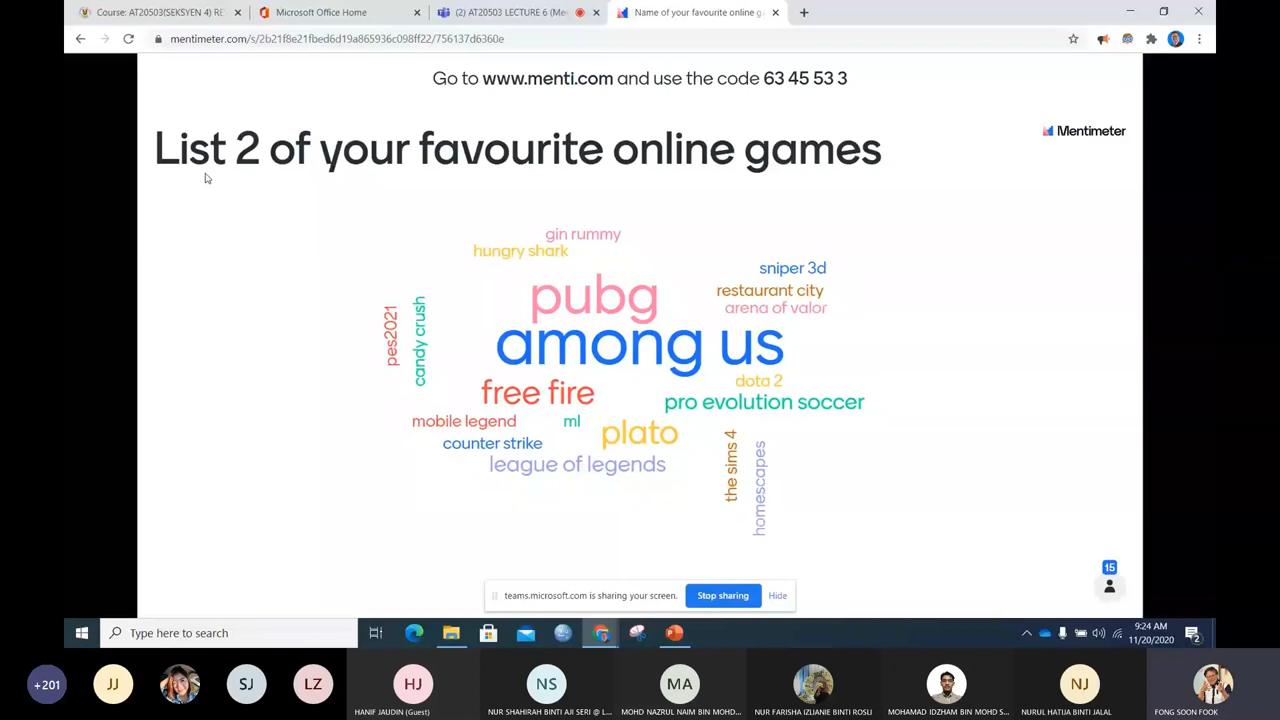 Course: AT20503(SEKSYEN 4) RE
Microsoft Office Home
(2) AT20503 LECTURE 6 (Me
Name of your favourite online g
mentimeter.com/s/2b21f8e21fbed6d19a865936c098ff22/756137d6360e
Go to www.menti.com and use the code 63 45 53 3
List 2 of your favourite online games
Mentimeter
gin rummy
hungry shark
sniper 3d
pubg
restaurant city
arena of valor
pes2021
candy crush
among us
dota 2
free fire
pro evolution soccer
mobile legend
ml
plato
counter strike
league of legends
the sims 4
homescapes
15
teams.microsoft.com is sharing your screen.
Stop sharing
Hide
Type here to search
9:24 AM
11/20/2020
2
+201
JJ
SJ
LZ
HJ
NS
MA
NJ
HANIF JAUDIN (Guest)
NUR SHAHIRAH BINTI AJI SERI @ L...
MOHD NAZRUL NAIM BIN MOHD...
NUR FARISHA IZLIANIE BINTI ROSLI
MOHAMAD IDZHAM BIN MOHD S...
NURUL HATIJA BINTI JALAL
FONG SOON FOOK